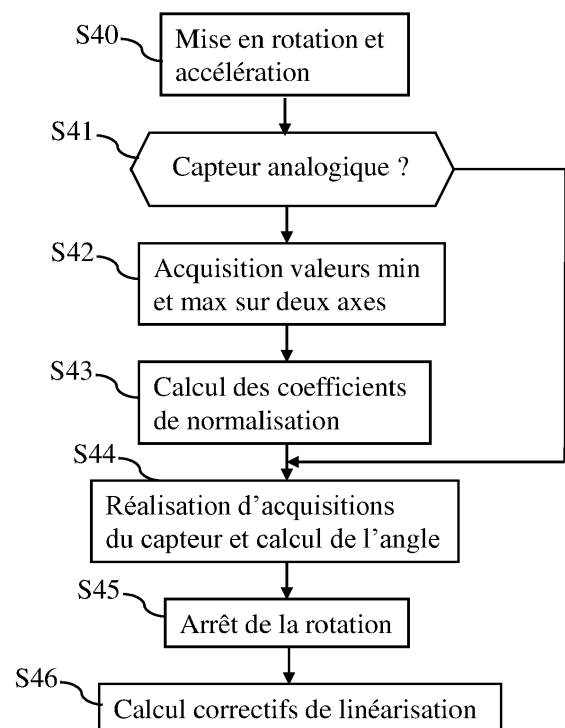 S40
Mise en rotation et
accélération
S41
Capteur analogique ?
S42
Acquisition valeurs min
et max sur deux axes
S43
Calcul des coefficients
de normalisation
S44
Réalisation d'acquisitions
du capteur et calcul de l'angle
S45
Arrêt de la rotation
S46
Calcul correctifs de linéarisation